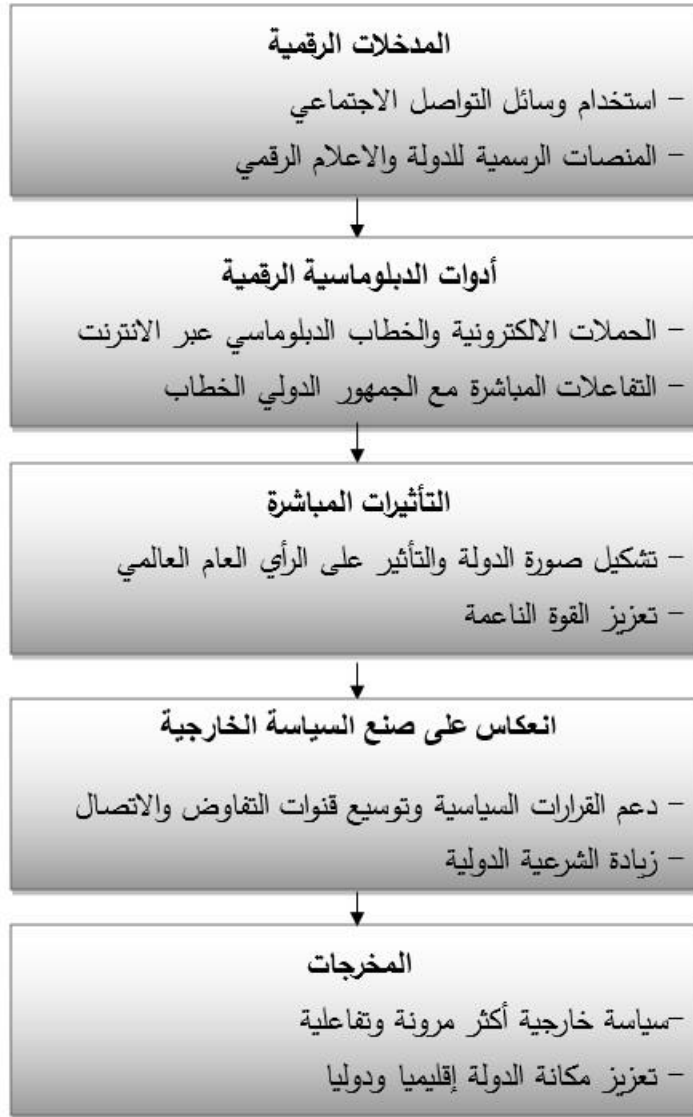 المدخلات الرقمية
- استخدام وسائل التواصل الاجتماعي
- المنصات الرسمية للدولة والاعلام الرقمي
أدوات الدبلوماسية الرقمية
- الحملات الالكترونية والخطاب الدبلوماسي عبر الانترنت
- التفاعلات المباشرة مع الجمهور الدولي الخطاب
التأثيرات المباشرة
- تشكيل صورة الدولة والتأثير على الرأي العام العالمي
- تعزيز القوة الناعمة
انعكاس على صنع السياسة الخارجية
- دعم القرارات السياسية وتوسيع قنوات التفاوض والاتصال
- زيادة الشرعية الدولية
المخرجات
-سياسة خارجية أكثر مرونة وتفاعلية
- تعزيز مكانة الدولة إقليميا ودوليا